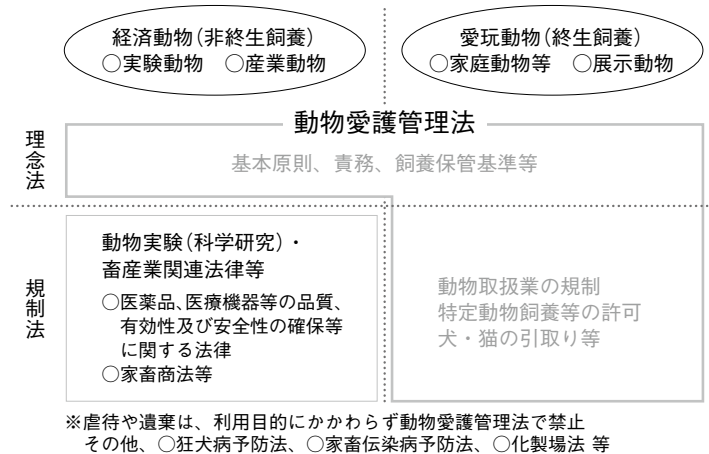 経済動物(非終生飼養)
○実験動物　○産業動物
愛玩動物(終生飼養)
○家庭動物等　○展示動物
理念法
動物愛護管理法
基本原則、責務、飼養保管基準等
規制法
動物実験(科学研究)・
畜産業関連法律等
○医薬品、医療機器等の品質、
有効性及び安全性の確保等
に関する法律
○家畜商法等
動物取扱業の規制
特定動物飼養等の許可
犬・猫の引取り等
※虐待や遺棄は、利用目的にかかわらず動物愛護管理法で禁止
その他、○狂犬病予防法、○家畜伝染病予防法、○化製場法 等